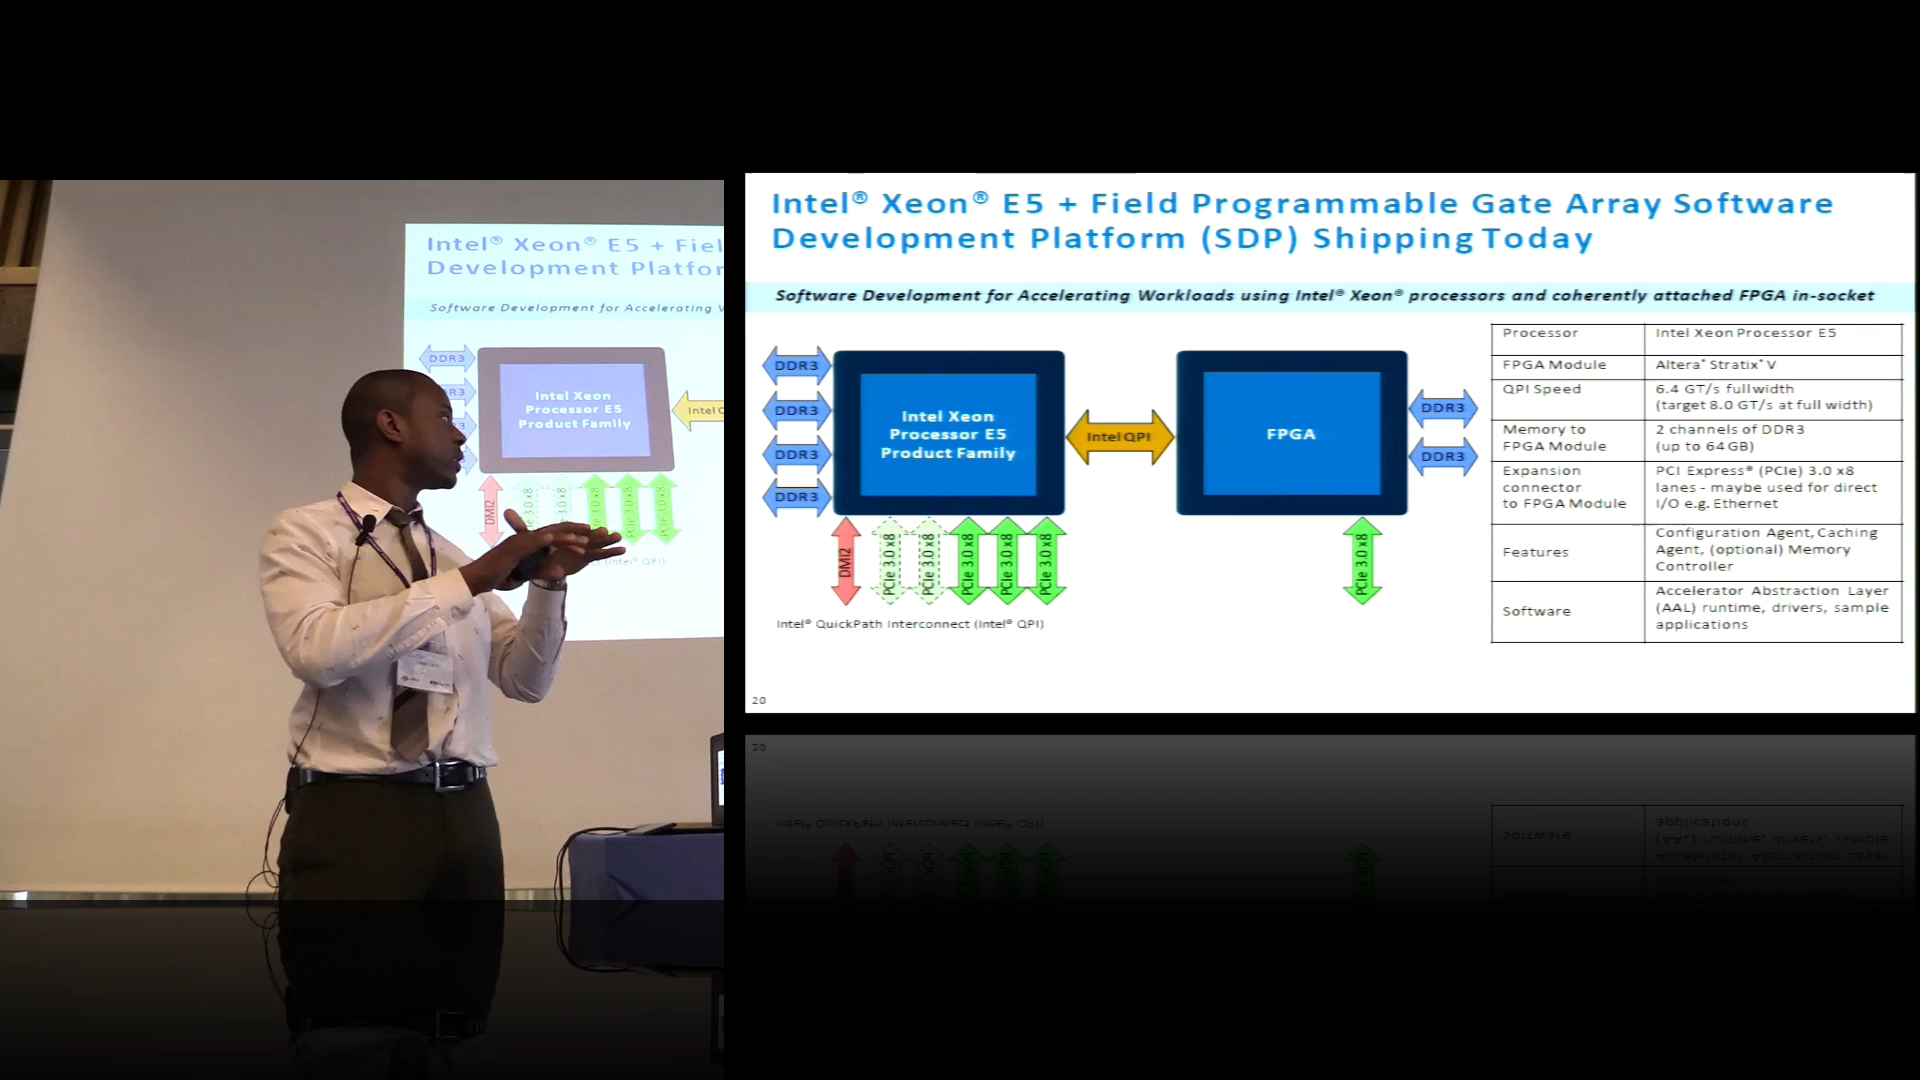 Intel® Xeon® E5 + Fiel
Development Platfor
Software Development for Accelerating W
DDR3
Intel Xeon
Processor E5
Product Family
DMI2
Intel® Xeon® E5 + Field Programmable Gate Array Software
Development Platform (SDP) Shipping Today
Software Development for Accelerating Workloads using Intel® Xeon® processors and coherently attached FPGA in-socket
DDR3
DDR3
DDR3
DDR3
Intel Xeon
Processor E5
Product Family
Intel QPI
FPGA
DDR3
DDR3
DMI2
PCIe 3.0 x8
PCIe 3.0 x8
PCIe 3.0 x8
PCIe 3.0 x8
PCIe 3.0 x8
PCIe 3.0 x8
Intel® QuickPath Interconnect (Intel® QPI)
Processor
Intel Xeon Processor E5
FPGA Module
Altera* Stratix* V
QPI Speed
6.4 GT/s full width
(target 8.0 GT/s at full width)
Memory to
FPGA Module
2 channels of DDR3
(up to 64 GB)
Expansion
connector
to FPGA Module
PCI Express® (PCIe) 3.0 x8
lanes - maybe used for direct
I/O e.g. Ethernet
Features
Configuration Agent, Caching
Agent, (optional) Memory
Controller
Software
Accelerator Abstraction Layer
(AAL) runtime, drivers, sample
applications
20